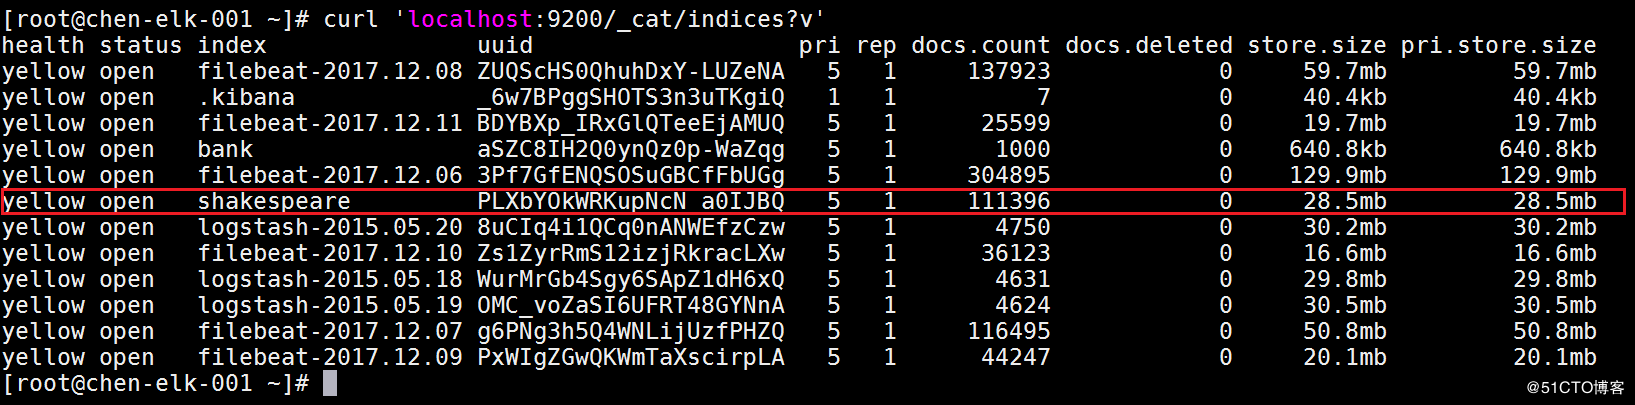 [root@chen-elk-001 ~]# curl 'localhost:9200/_cat/indices?v'
health status index uuid pri rep docs.count docs.deleted store.size pri.store.size
yellow open filebeat-2017.12.08 ZUQScHS0QhuhDxY-LUZeNA 5 1 137923 0 59.7mb 59.7mb
yellow open .kibana _6w7BPggSHOTS3n3uTKgiQ 1 1 7 0 40.4kb 40.4kb
yellow open filebeat-2017.12.11 BDYBXp_IRxGlQTeeEjAMUQ 5 1 25599 0 19.7mb 19.7mb
yellow open bank aSZC8IH2Q0ynQz0p-WaZqg 5 1 1000 0 640.8kb 640.8kb
yellow open filebeat-2017.12.06 3Pf7GfENQSOSuGBCfFbUGg 5 1 304895 0 129.9mb 129.9mb
yellow open shakespeare PLXbYOkWRKupNcN_a0IJBQ 5 1 111396 0 28.5mb 28.5mb
yellow open logstash-2015.05.20 8uCIq4i1QCq0nANWEfzCzw 5 1 4750 0 30.2mb 30.2mb
yellow open filebeat-2017.12.10 Zs1ZyrRmS12izjRkracLXw 5 1 36123 0 16.6mb 16.6mb
yellow open logstash-2015.05.18 WurMrGb4Sgy6SApZ1dH6xQ 5 1 4631 0 29.8mb 29.8mb
yellow open logstash-2015.05.19 OMC_voZaSI6UFRT48GYNnA 5 1 4624 0 30.5mb 30.5mb
yellow open filebeat-2017.12.07 g6PNg3h5Q4WNLijUzfPHZQ 5 1 116495 0 50.8mb 50.8mb
yellow open filebeat-2017.12.09 PxWIgZGwQKWmTaXscirpLA 5 1 44247 0 20.1mb 20.1mb
[root@chen-elk-001 ~]#
@51CTO博客